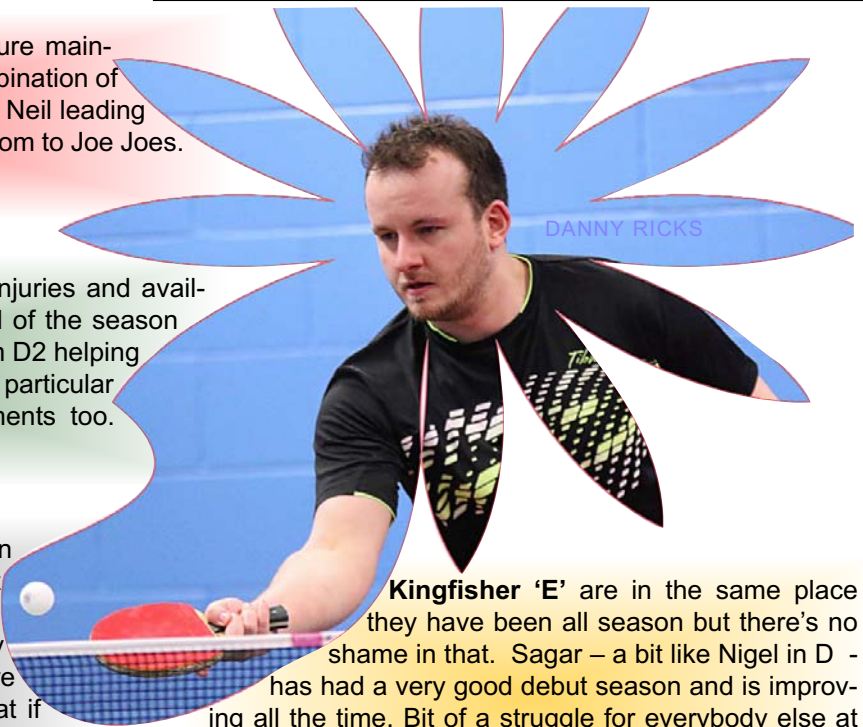 ure main-
bination of
Neil leading
om to Joe Joes.
DANNY RICKS
njuries and avail-
of the season
D2 helping
particular
ments too.
Kingfisher ‘E’ are in the same place
they have been all season but there’s no
shame in that. Sagar – a bit like Nigel in D -
has had a very good debut season and is improv-
ing all the time. Bit of a struggle for everybody else at
at if